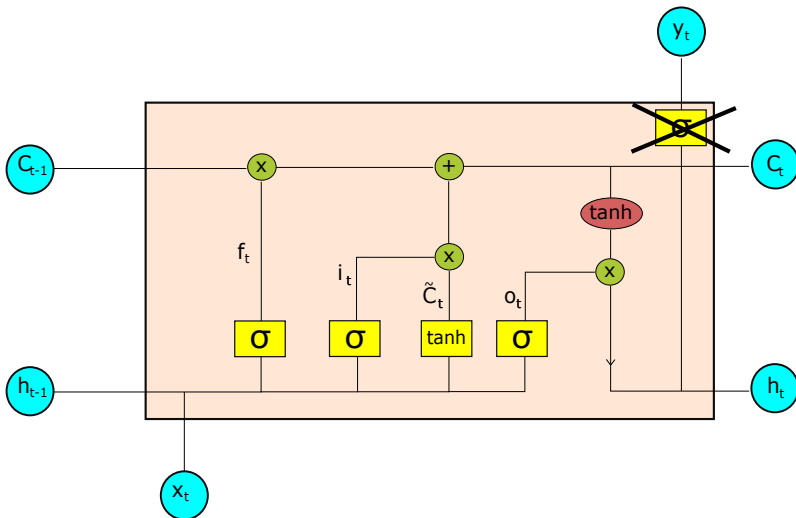 yₜ
σ
Cₜ₋₁
x
+
Cₜ
tanh
fₜ
iₜ
x
C̃ₜ
oₜ
x
σ
σ
tanh
σ
hₜ₋₁
hₜ
xₜ